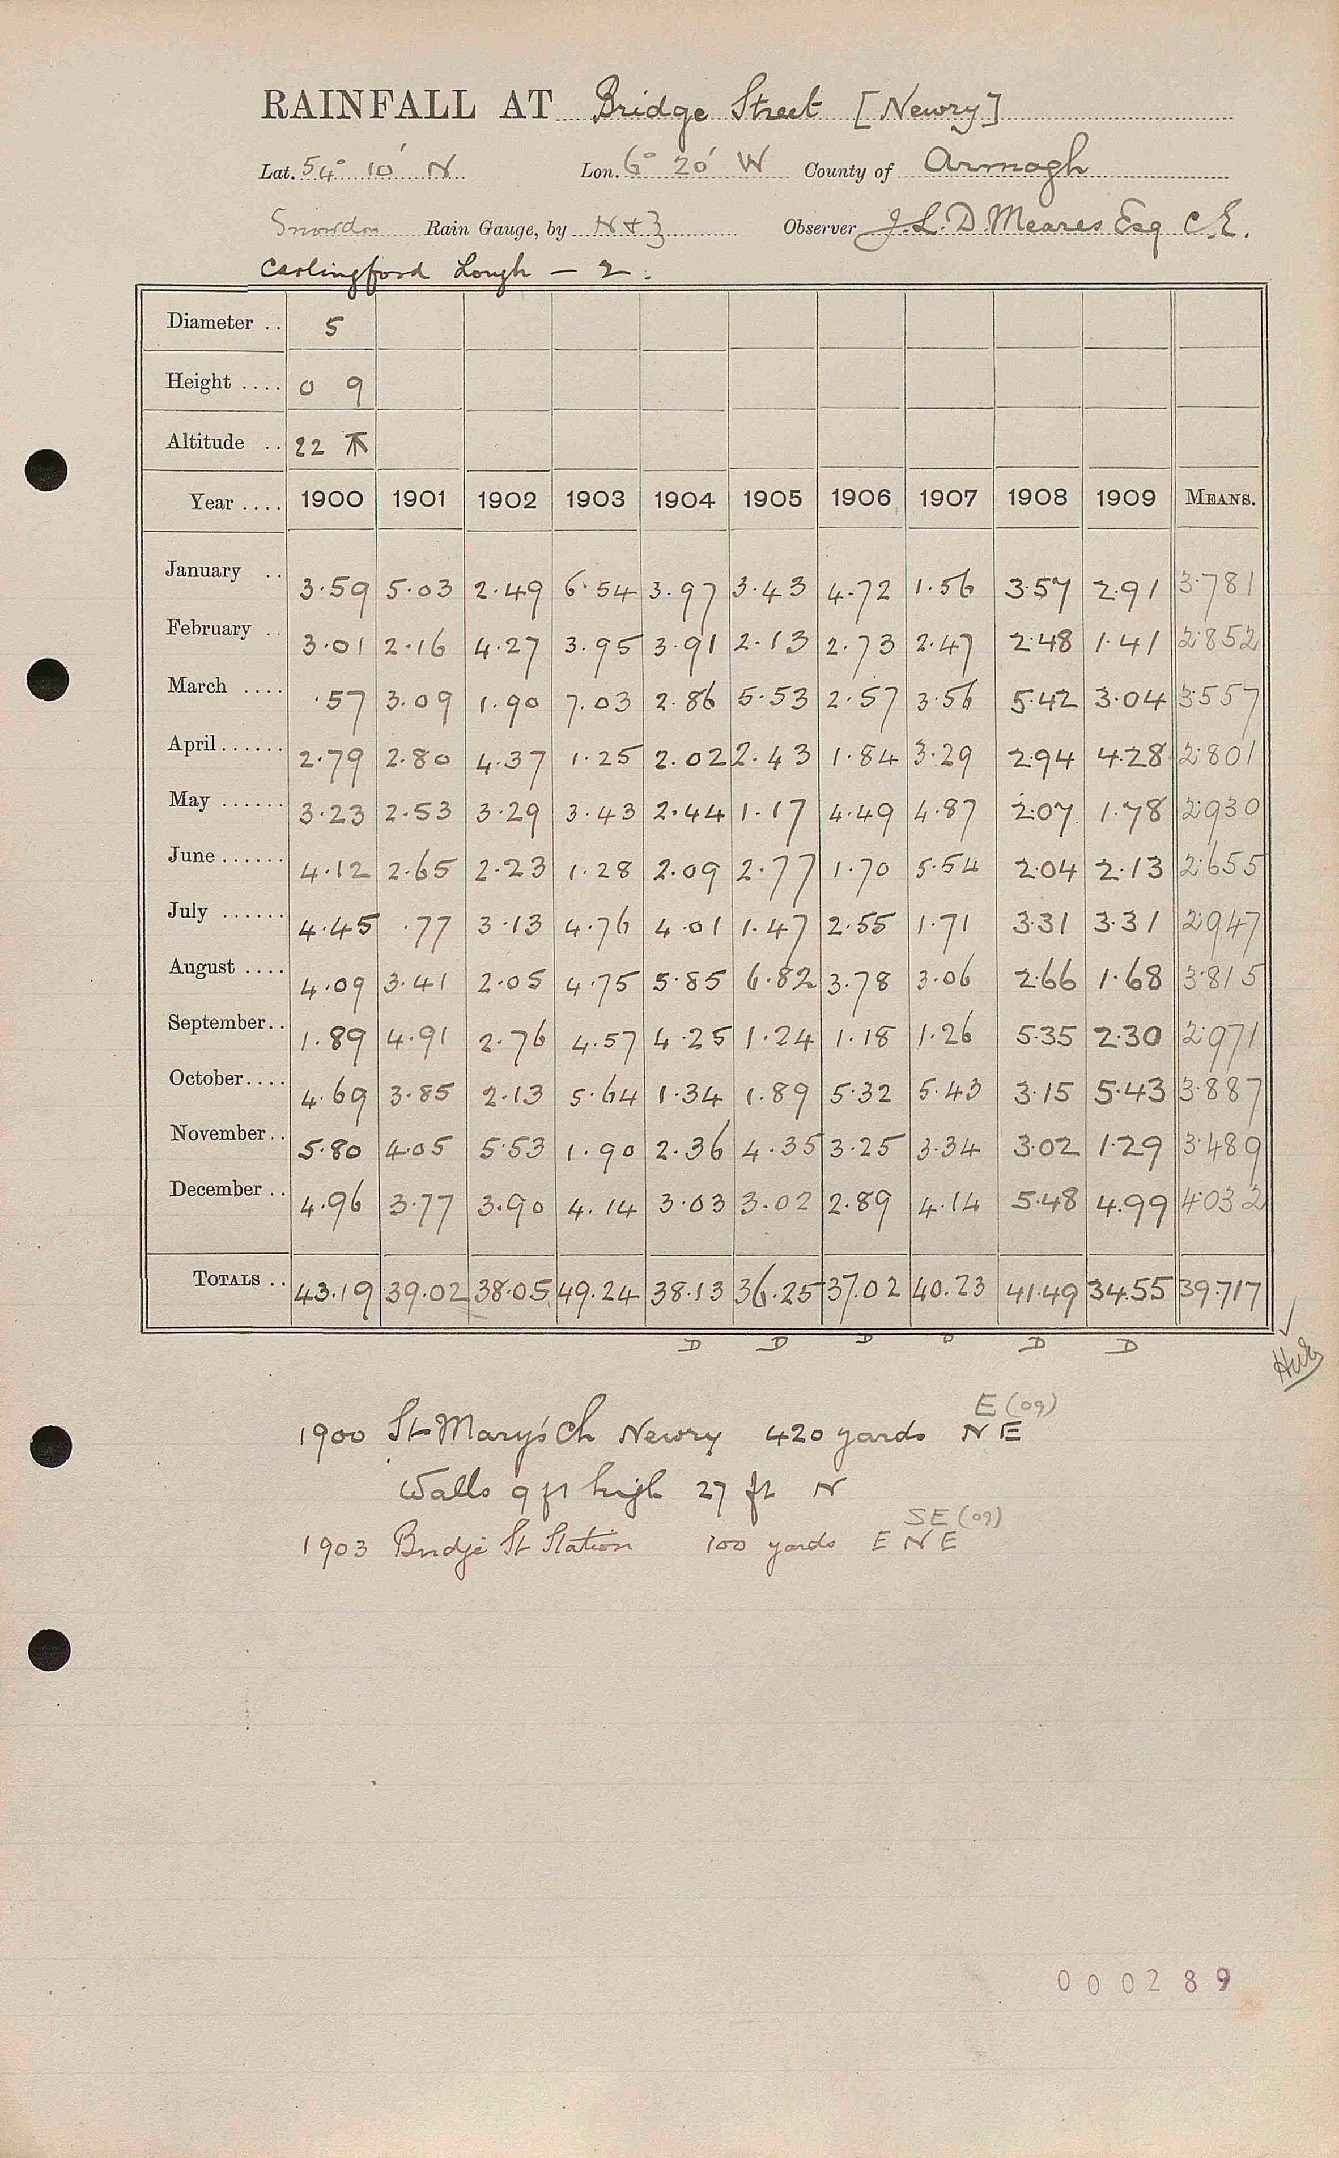 RAINFALL AT Bridge Street [Newry]
Lat. 54° 10' N Lon. 6° 20' W County of Armagh
Snowdon Rain Gauge, by N & Z Observer J. L. D. Meares Esq C.E.
Carlingford Lough — 2.
Diameter .. 5
Height .... 0 9
Altitude .. 22
Year .... 1900 1901 1902 1903 1904 1905 1906 1907 1908 1909 MEANS.
January .. 3.59 5.03 2.49 6.54 3.97 3.43 4.72 1.56 3.57 2.91 3.781
February .. 3.01 2.16 4.27 3.95 3.91 2.13 2.73 2.47 2.48 1.41 2.852
March .... .57 3.09 1.90 7.03 2.86 5.53 2.57 3.56 5.42 3.04 3.557
April ...... 2.79 2.80 4.37 1.25 2.02 2.43 1.84 3.29 2.94 4.28 2.801
May ...... 3.23 2.53 3.29 3.43 2.44 1.17 4.49 4.87 2.07 1.78 2.930
June ...... 4.12 2.65 2.23 1.28 2.09 2.77 1.70 5.54 2.04 2.13 2.655
July ...... 4.45 .77 3.13 4.76 4.01 1.47 2.55 1.71 3.31 3.31 2.947
August .... 4.09 3.41 2.05 4.75 5.85 6.82 3.78 3.06 2.66 1.68 3.815
September .. 1.89 4.91 2.76 4.57 4.25 1.24 1.18 1.26 5.35 2.30 2.971
October .... 4.69 3.85 2.13 5.64 1.34 1.89 5.32 5.43 3.15 5.43 3.887
November .. 5.80 4.05 5.53 1.90 2.36 4.35 3.25 3.34 3.02 1.29 3.489
December .. 4.96 3.77 3.90 4.14 3.03 3.02 2.89 4.14 5.48 4.99 4.032
TOTALS .. 43.19 39.02 38.05 49.24 38.13 36.25 37.02 40.23 41.49 34.55 39.717
D D D D D D
E (09)
1900 St Mary's Ch Newry 420 yards N E
Walls 9 ft high 27 ft N
SE (09)
1903 Bridge St Station 100 yards E N E
000289